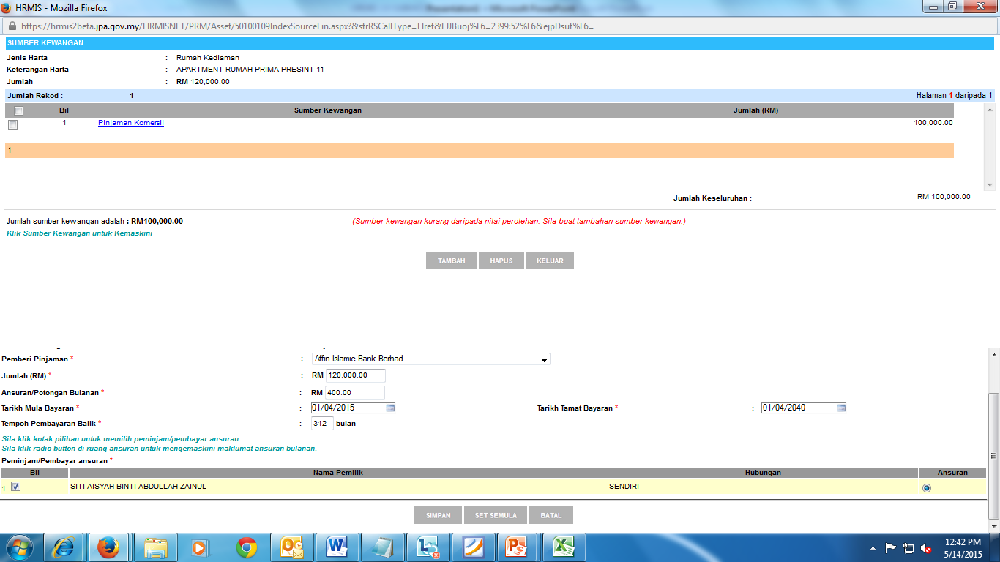 HRMIS - Mozilla Firefox
https://hrmis2beta.jpa.gov.my/HRMISNET/PRM/Asset/50100109IndexSourceFin.aspx?&strRSCallType=Href&EJJBuoj%E6=2399:52%E6&ejpDsut%E6=
SUMBER KEWANGAN
Jenis Harta : Rumah Kediaman
Keterangan Harta : APARTMENT RUMAH PRIMA PRESINT 11
Jumlah : RM 120,000.00
Jumlah Rekod : 1 Halaman 1 daripada 1
Bil Sumber Kewangan Jumlah (RM)
1 Pinjaman Komersil 100,000.00
1
Jumlah Keseluruhan : RM 100,000.00
Jumlah sumber kewangan adalah : RM100,000.00 (Sumber kewangan kurang daripada nilai perolehan. Sila buat tambahan sumber kewangan.)
Klik Sumber Kewangan untuk Kemaskini
TAMBAH HAPUS KELUAR
Pemberi Pinjaman * : Affin Islamic Bank Berhad
Jumlah (RM) * : RM 120,000.00
Ansuran/Potongan Bulanan * : RM 400.00
Tarikh Mula Bayaran * : 01/04/2015 Tarikh Tamat Bayaran * : 01/04/2040
Tempoh Pembayaran Balik * : 312 bulan
Sila klik kotak pilihan untuk memilih peminjam/pembayar ansuran.
Sila klik radio button di ruang ansuran untuk mengemaskini maklumat ansuran bulanan.
Peminjam/Pembayar ansuran *
Bil Nama Pemilik Hubungan Ansuran
1 SITI AISYAH BINTI ABDULLAH ZAINUL SENDIRI
SIMPAN SET SEMULA BATAL
12:42 PM
5/14/2015